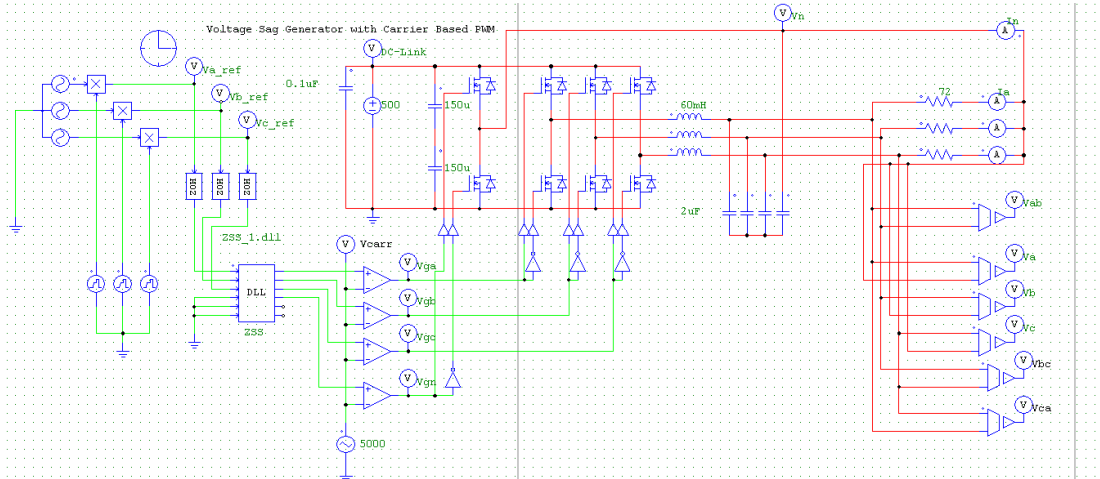 Voltage Sag Generator with Carrier Based PWM
V
Vn
In
A
V
DC-Link
V
Va_ref
V
Vb_ref
V
Vc_ref
0.1uF
500
150u
150u
60mH
72
Ia
A
A
A
2uF
ZOH
ZOH
ZOH
ZSS_1.dll
DLL
ZSS
V
Vcarr
V
Vga
V
Vgb
V
Vgc
V
Vgn
5000
V
Vab
V
Va
V
Vb
V
Vc
V
Vbc
V
Vca